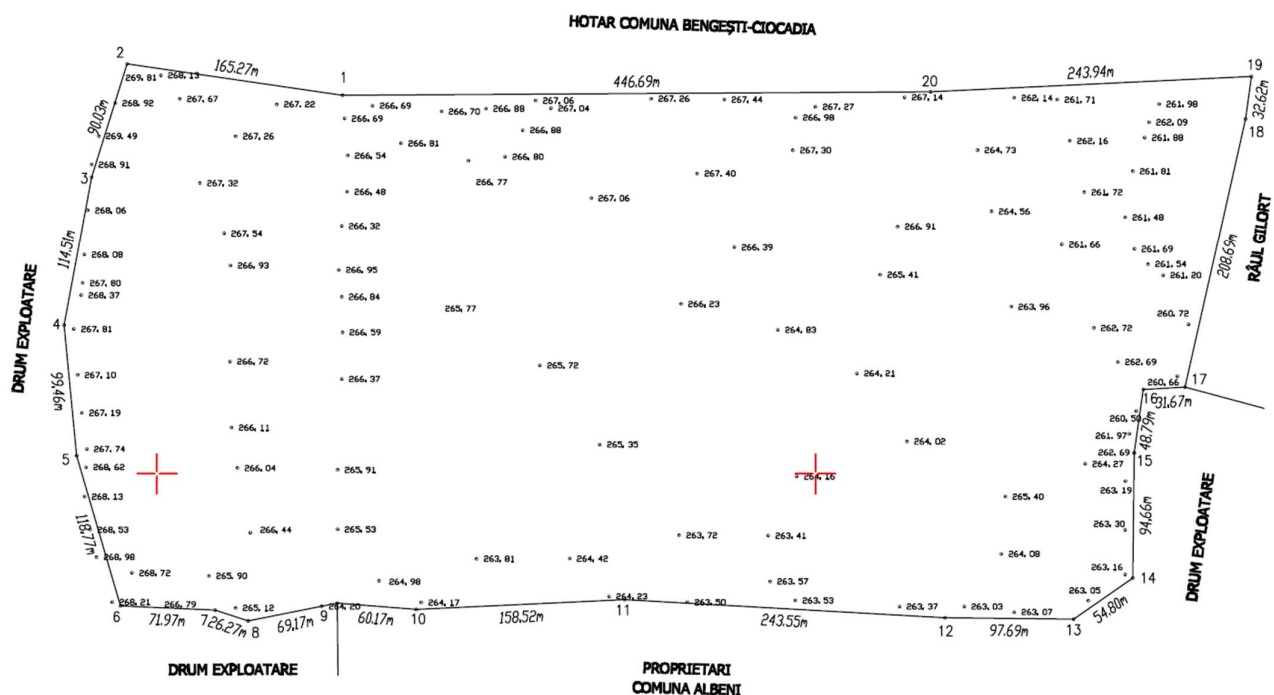 HOTAR COMUNA BENGEȘTI-CIOCADIA
2
165.27m
1
446.69m
20
243.94m
19
269,81 268,13
268,92 267,67 267,22 266,69 266,70 266,88 267,06 267,04 267,26 267,44 267,27 267,14 262,14 261,71 261,98
32.62m
90.03m
266,69 266,88 266,98 262,09 18
269,49 267,26 266,81 262,16 261,88
268,91 266,54 266,80 267,30 264,73
3
267,32 266,77 267,40 261,81
266,48 267,06 261,72
268,06 264,56 261,48
114.51m
266,32 266,91
267,54 266,39 261,66 261,69
268,08 266,93 266,95 265,41 261,54 261,20
208.69m
RÂUL GILORT
DRUM EXPLOATARE
267,80
268,37 266,84 265,77 266,23 263,96
4
267,81 266,59 264,83 262,72 260,72
266,72 265,72 262,69
267,10 266,37 264,21 260,66 17
99.46m
16 31.67m
267,19 260,50
266,11 261,97 48.79m
267,74 265,35 264,02 262,69 15
5
268,62 266,04 265,91 264,16 264,27
263,19
268,13 265,40
118.77m
268,53 266,44 265,53 263,72 263,41 263,30 94.66m
268,98 263,81 264,42 264,08
268,72 265,90 264,98 263,57 263,16 14
DRUM EXPLOATARE
268,21 266,79 265,12 264,20 264,17 264,23 263,50 263,53 263,37 263,03 263,07 263,05
6
71.97m
7
26.27m
8
69.17m
9
60.17m
10
158.52m
11
243.55m
12
97.69m
13
54.80m
DRUM EXPLOATARE
PROPRIETARI
COMUNA ALBENI